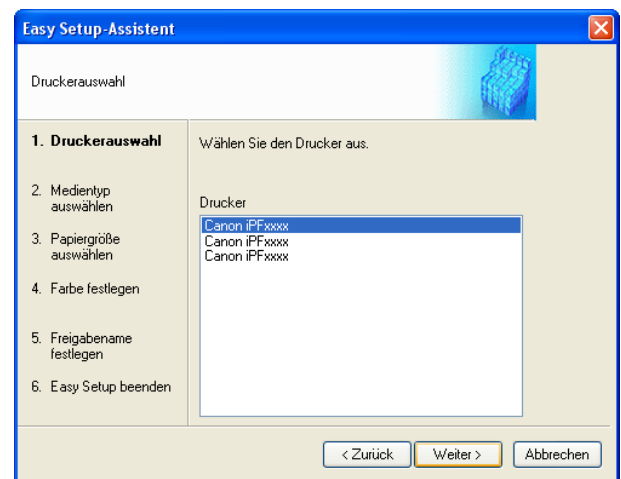 Easy Setup-Assistent
Druckerauswahl
1. Druckerauswahl
2. Medientyp
auswählen
3. Papiergröße
auswählen
4. Farbe festlegen
5. Freigabename
festlegen
6. Easy Setup beenden
Wählen Sie den Drucker aus.
Drucker
Canon iPFxxxx
Canon iPFxxxx
Canon iPFxxxx
< Zurück
Weiter >
Abbrechen